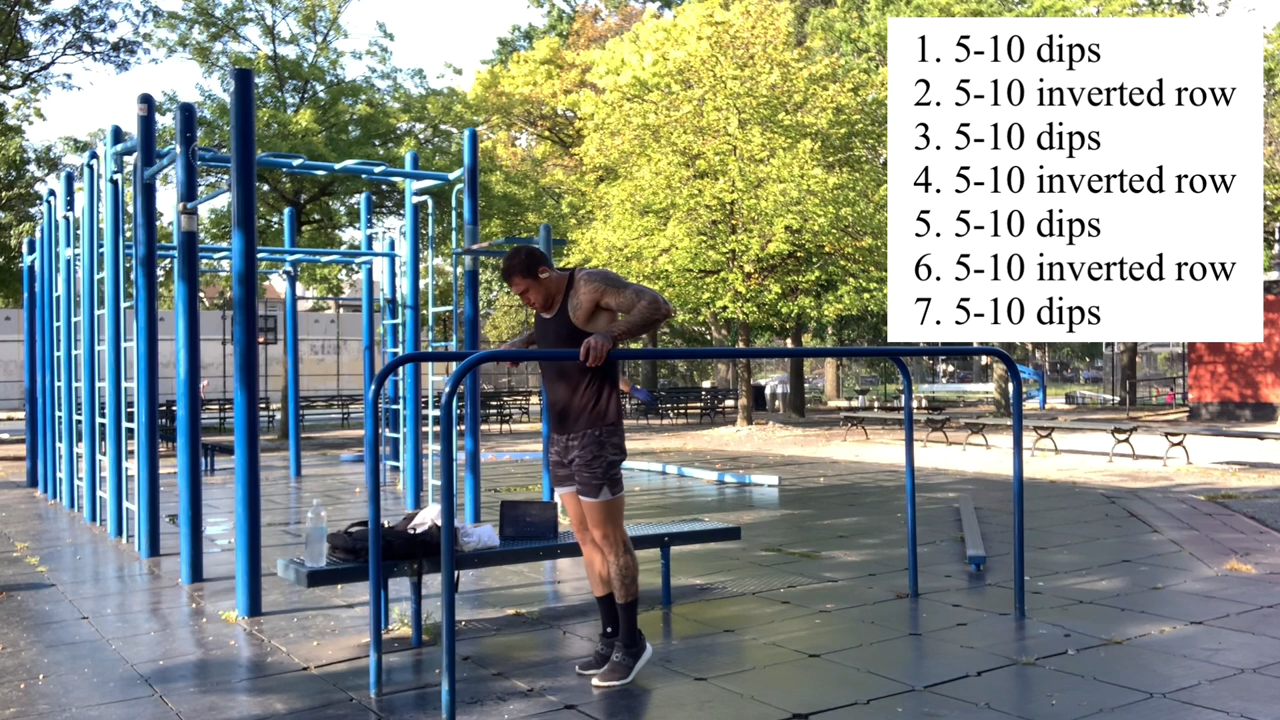 1. 5-10 dips
2. 5-10 inverted row
3. 5-10 dips
4. 5-10 inverted row
5. 5-10 dips
6. 5-10 inverted row
7. 5-10 dips